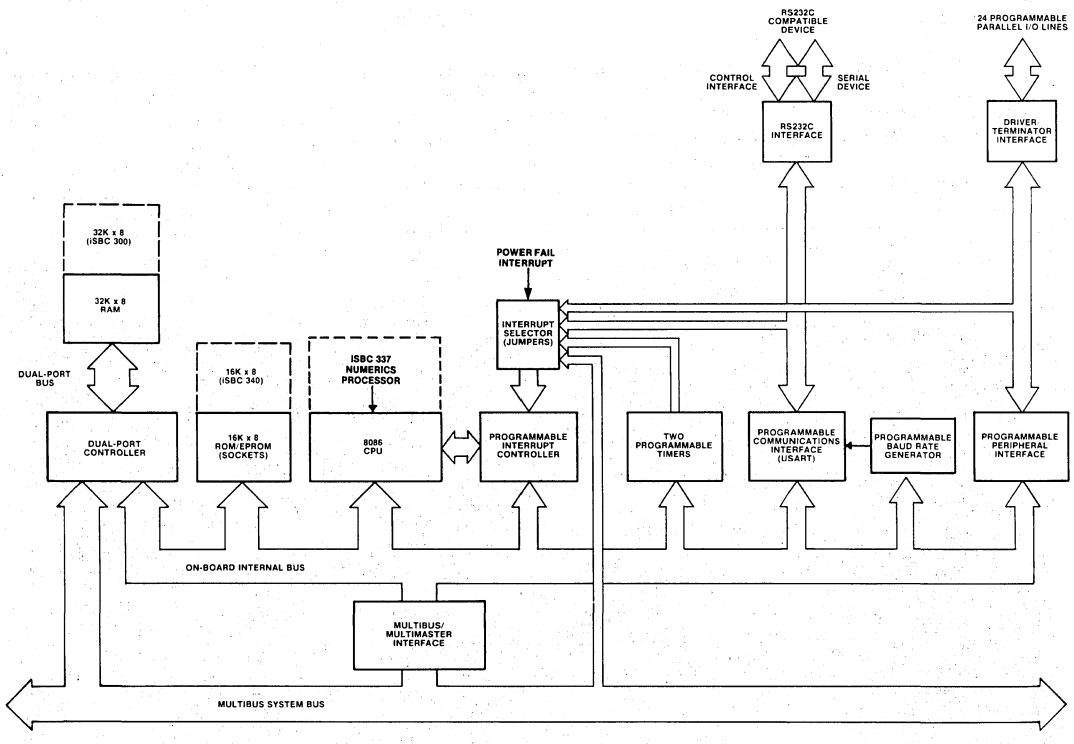 RS232C
COMPATIBLE
DEVICE
24 PROGRAMMABLE
PARALLEL I/O LINES
CONTROL
INTERFACE
SERIAL
DEVICE
RS232C
INTERFACE
DRIVER
TERMINATOR
INTERFACE
32K x 8
(iSBC 300)
32K x 8
RAM
POWER FAIL
INTERRUPT
INTERRUPT
SELECTOR
(JUMPERS)
DUAL-PORT
BUS
16K x 8
(iSBC 340)
iSBC 337
NUMERICS
PROCESSOR
DUAL-PORT
CONTROLLER
16K x 8
ROM/EPROM
(SOCKETS)
8086
CPU
PROGRAMMABLE
INTERRUPT
CONTROLLER
TWO
PROGRAMMABLE
TIMERS
PROGRAMMABLE
COMMUNICATIONS
INTERFACE
(USART)
PROGRAMMABLE
BAUD RATE
GENERATOR
PROGRAMMABLE
PERIPHERAL
INTERFACE
ON-BOARD INTERNAL BUS
MULTIBUS/
MULTIMASTER
INTERFACE
MULTIBUS SYSTEM BUS